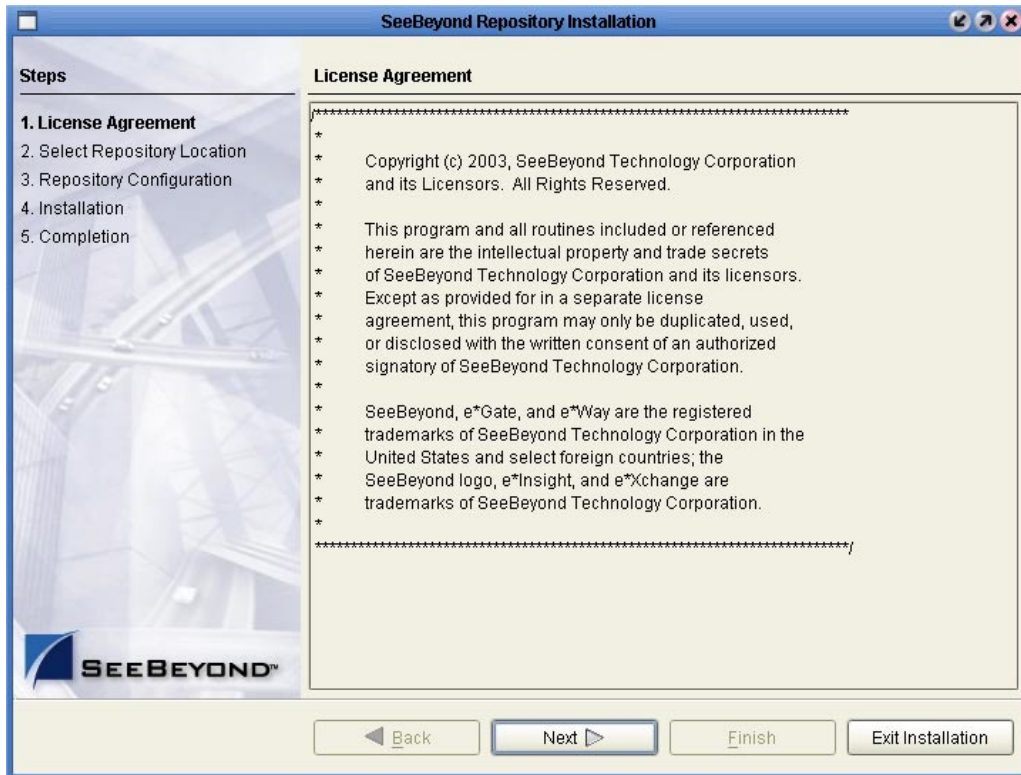 SeeBeyond Repository Installation
Steps
1. License Agreement
2. Select Repository Location
3. Repository Configuration
4. Installation
5. Completion
SEEBEYOND™
License Agreement
/**************************************************************************
*
* Copyright (c) 2003, SeeBeyond Technology Corporation
* and its Licensors. All Rights Reserved.
*
* This program and all routines included or referenced
* herein are the intellectual property and trade secrets
* of SeeBeyond Technology Corporation and its licensors.
* Except as provided for in a separate license
* agreement, this program may only be duplicated, used,
* or disclosed with the written consent of an authorized
* signatory of SeeBeyond Technology Corporation.
*
* SeeBeyond, e*Gate, and e*Way are the registered
* trademarks of SeeBeyond Technology Corporation in the
* United States and select foreign countries; the
* SeeBeyond logo, e*Insight, and e*Xchange are
* trademarks of SeeBeyond Technology Corporation.
*
**************************************************************************/
Back
Next
Finish
Exit Installation